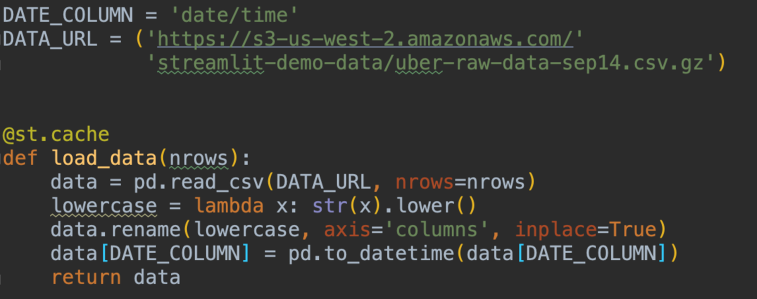 DATE_COLUMN = 'date/time'
DATA_URL = ('https://s3-us-west-2.amazonaws.com/'
            'streamlit-demo-data/uber-raw-data-sep14.csv.gz')
@st.cache
def load_data(nrows):
    data = pd.read_csv(DATA_URL, nrows=nrows)
    lowercase = lambda x: str(x).lower()
    data.rename(lowercase, axis='columns', inplace=True)
    data[DATE_COLUMN] = pd.to_datetime(data[DATE_COLUMN])
    return data